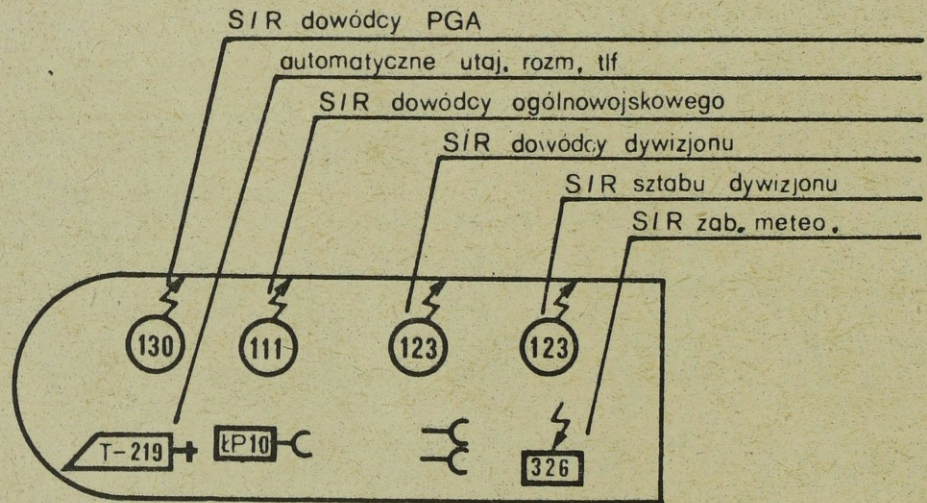 S/R dowódcy PGA
automatyczne utaj. rozm. tlf
S/R dowódcy ogólnowojskowego
S/R dowódcy dywizjonu
S/R sztabu dywizjonu
S/R zab. meteo.
130
111
123
123
T-219
ŁP10
326